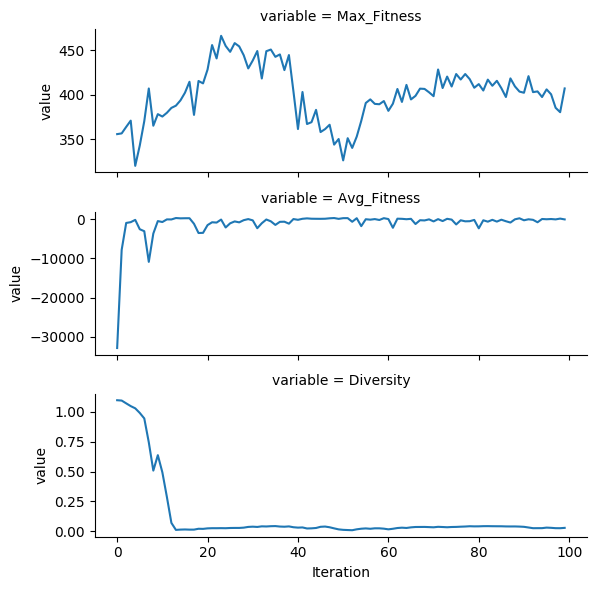 variable = Max_Fitness
value
450
400
350
variable = Avg_Fitness
value
0
−10000
−20000
−30000
variable = Diversity
value
1.00
0.75
0.50
0.25
0.00
0 20 40 60 80 100
Iteration